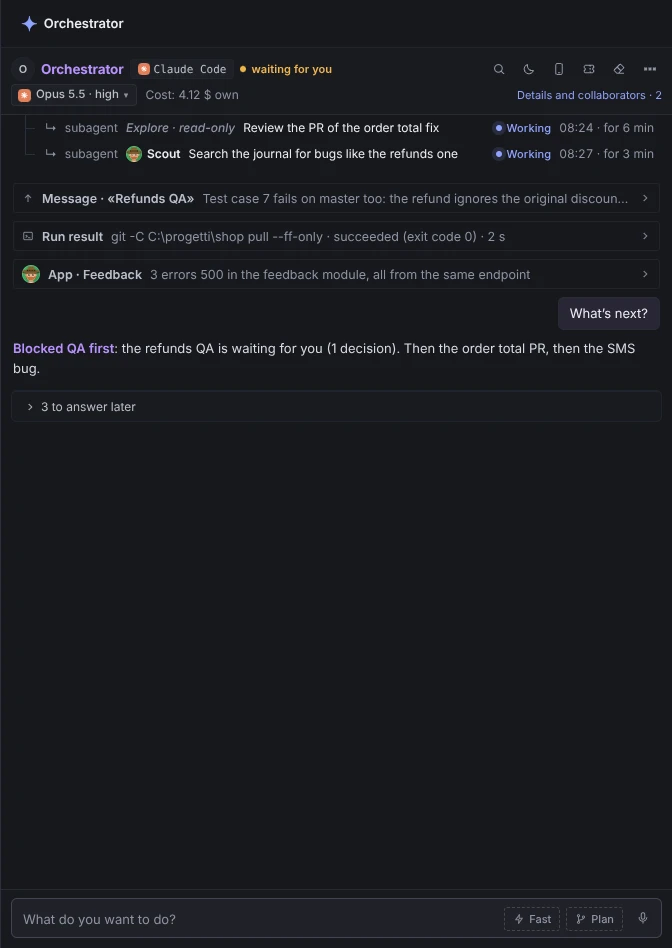 Orchestrator
O Orchestrator Claude Code waiting for you
Opus 5.5 · high Cost: 4.12 $ own Details and collaborators · 2
subagent Explore · read-only Review the PR of the order total fix Working 08:24 · for 6 min
subagent Scout Search the journal for bugs like the refunds one Working 08:27 · for 3 min
Message · «Refunds QA» Test case 7 fails on master too: the refund ignores the original discoun...
Run result git -C C:\progetti\shop pull --ff-only · succeeded (exit code 0) · 2 s
App · Feedback 3 errors 500 in the feedback module, all from the same endpoint
What's next?
Blocked QA first: the refunds QA is waiting for you (1 decision). Then the order total PR, then the SMS
bug.
3 to answer later
What do you want to do? Fast Plan